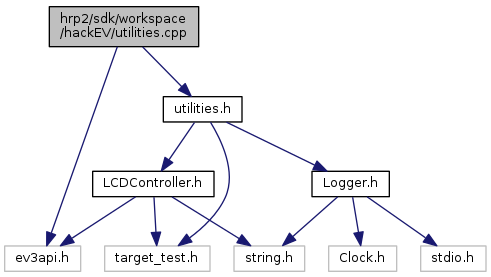 hrp2/sdk/workspace
/hackEV/utilities.cpp
utilities.h
LCDController.h
Logger.h
ev3api.h
target_test.h
string.h
Clock.h
stdio.h